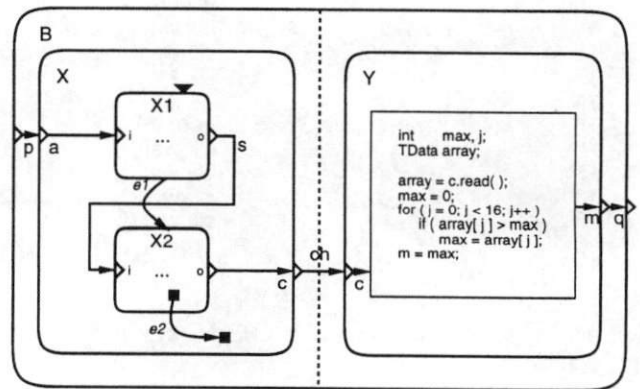 B
X
Y
X1
i ... o
s
p
a
e1
X2
i ... o
c
ch
c
e2
int max, j;
TData array;
array = c.read( );
max = 0;
for ( j = 0; j < 16; j++ )
if ( array[ j ] > max )
max = array[ j ];
m = max;
m
q